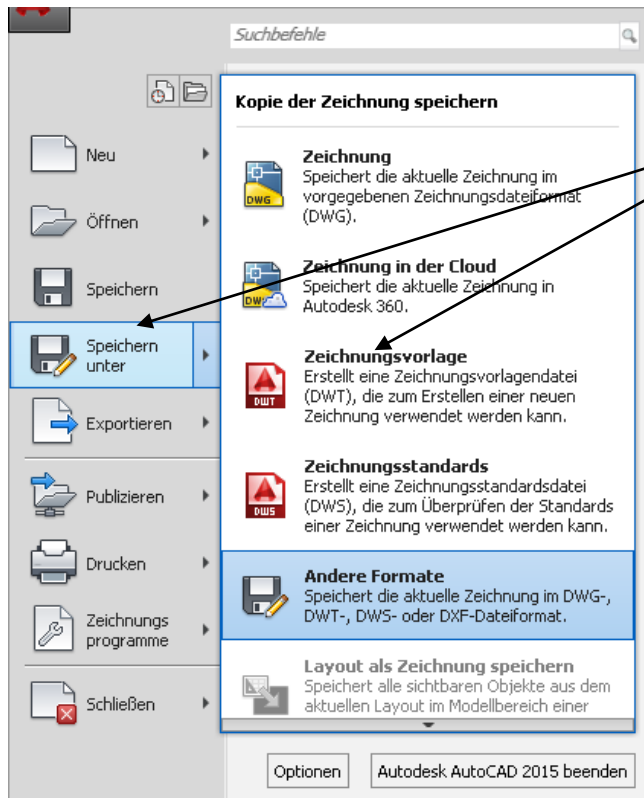 Suchbefehle
Neu
Öffnen
Speichern
Speichern
unter
Exportieren
Publizieren
Drucken
Zeichnungs
programme
Schließen
Kopie der Zeichnung speichern
DWG
Zeichnung
Speichert die aktuelle Zeichnung im
vorgegebenen Zeichnungsdateiformat
(DWG).
Zeichnung in der Cloud
Speichert die aktuelle Zeichnung in
Autodesk 360.
DWT
Zeichnungsvorlage
Erstellt eine Zeichnungsvorlagendatei
(DWT), die zum Erstellen einer neuen
Zeichnung verwendet werden kann.
DWS
Zeichnungsstandards
Erstellt eine Zeichnungsstandardsdatei
(DWS), die zum Überprüfen der Standards
einer Zeichnung verwendet werden kann.
Andere Formate
Speichert die aktuelle Zeichnung im DWG-,
DWT-, DWS- oder DXF-Dateiformat.
Layout als Zeichnung speichern
Speichert alle sichtbaren Objekte aus dem
aktuellen Layout im Modellbereich einer
Optionen
Autodesk AutoCAD 2015 beenden